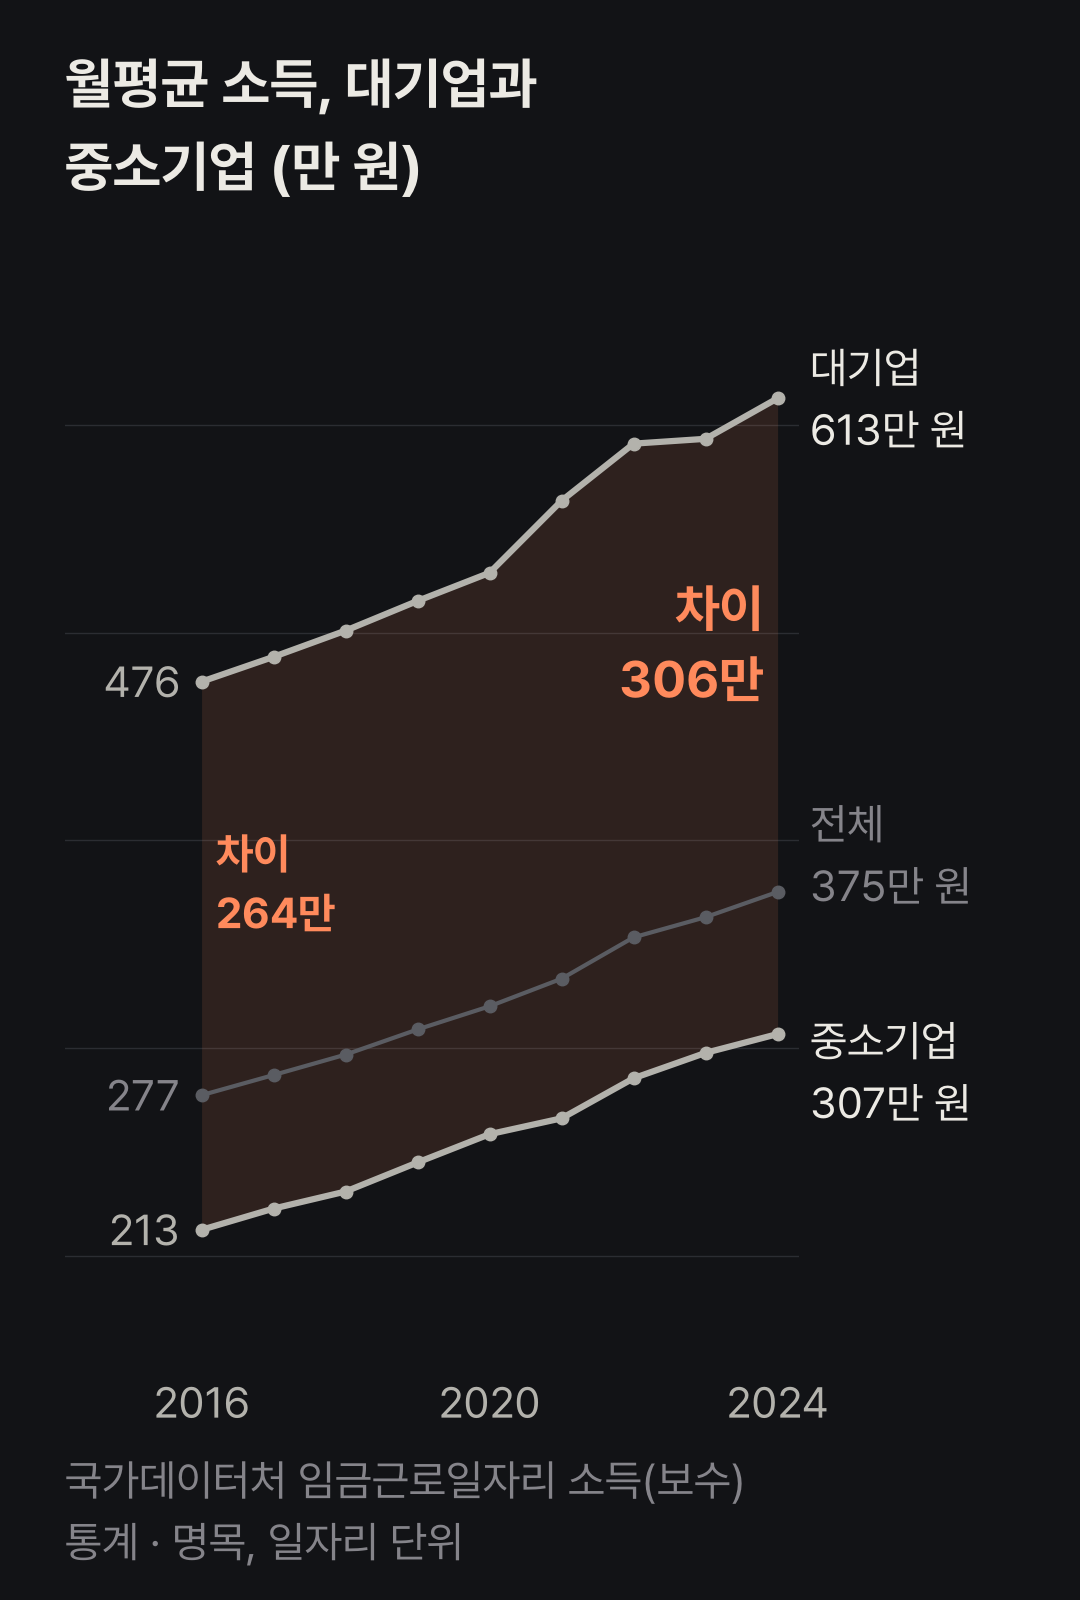 월평균 소득, 대기업과
중소기업 (만 원)
대기업
613만 원
차이
306만
476
전체
375만 원
차이
264만
중소기업
307만 원
277
213
2016 2020 2024
국가데이터처 임금근로일자리 소득(보수)
통계 · 명목, 일자리 단위